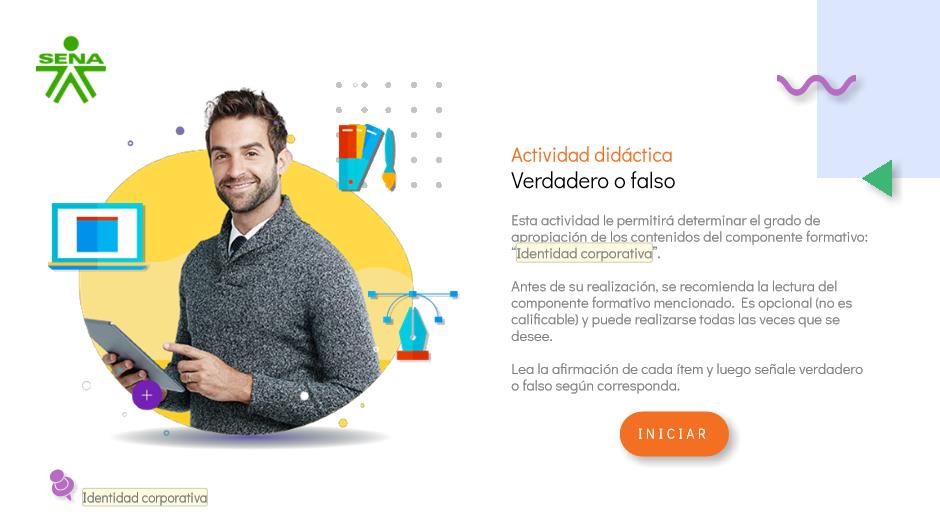 SENA
Actividad didáctica
Verdadero o falso
Esta actividad le permitirá determinar el grado de
apropiación de los contenidos del componente formativo:
“Identidad corporativa”.
Antes de su realización, se recomienda la lectura del
componente formativo mencionado. Es opcional (no es
calificable) y puede realizarse todas las veces que se
desee.
Lea la afirmación de cada ítem y luego señale verdadero
o falso según corresponda.
INICIAR
Identidad corporativa